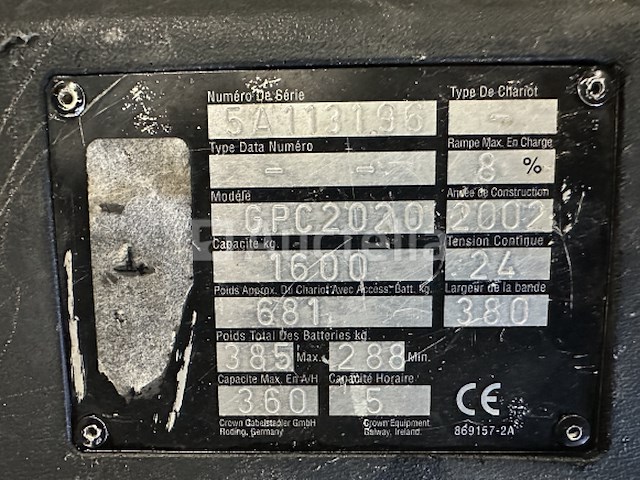 Numéro De Série Type De Chariot
5A113196 -
Type Data Numéro Rampe Max. En Charge
- - 8 %
Modèle Année de Construction
GPC2020 2002
Capacité kg. Tension Continue
1600 24
Poids Approx. Du Chariot Avec Access. Batt. kg. Largeur de la bande
681. 380
Poids Total Des Batteries kg.
385 Max. 288 Min.
Capacite Max. En A/H Capacité Horaire
360 5
CE
Crown Gabelstapler GmbH Crown Equipment
Roding, Germany Galway, Ireland. 869157-2A